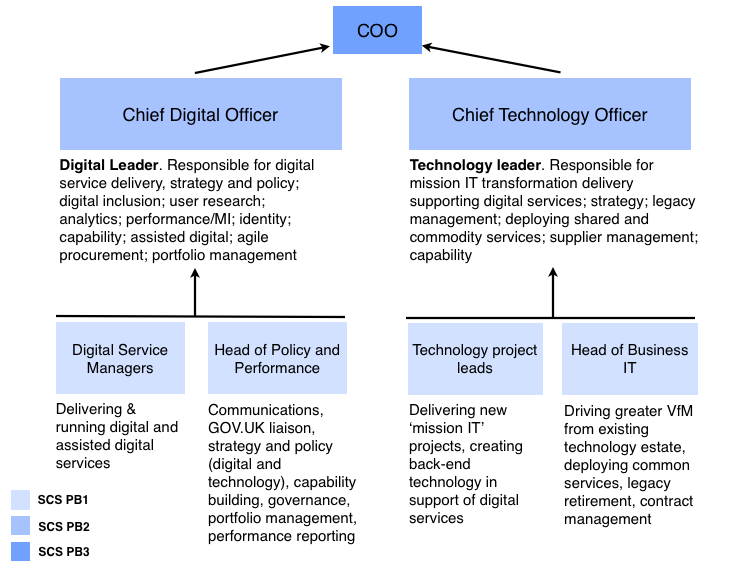 COO
Chief Digital Officer
Digital Leader. Responsible for digital
service delivery, strategy and policy;
digital inclusion; user research;
analytics; performance/MI; identity;
capability; assisted digital; agile
procurement; portfolio management
Chief Technology Officer
Technology leader. Responsible for
mission IT transformation delivery
supporting digital services; strategy; legacy
management; deploying shared and
commodity services; supplier management;
capability
Digital Service
Managers
Delivering &
running digital and
assisted digital
services
Head of Policy and
Performance
Communications,
GOV.UK liaison,
strategy and policy
(digital and
technology), capability
building, governance,
portfolio management,
performance reporting
Technology project
leads
Delivering new
‘mission IT’
projects, creating
back-end
technology in
support of digital
services
Head of Business
IT
Driving greater VfM
from existing
technology estate,
deploying common
services, legacy
retirement, contract
management
SCS PB1
SCS PB2
SCS PB3